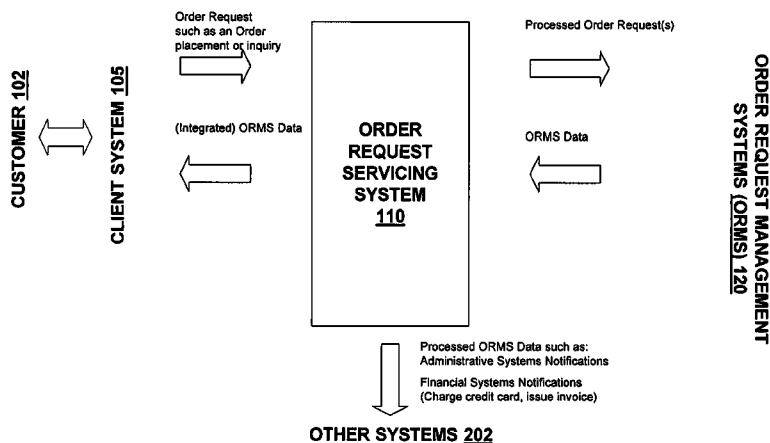 CUSTOMER 102
CLIENT SYSTEM 105
Order Request
such as an Order
placement or inquiry
(Integrated) ORMS Data
ORDER
REQUEST
SERVICING
SYSTEM
110
Processed Order Request(s)
ORMS Data
ORDER REQUEST MANAGEMENT
SYSTEMS (ORMS) 120
Processed ORMS Data such as:
Administrative Systems Notifications
Financial Systems Notifications
(Charge credit card, issue invoice)
OTHER SYSTEMS 202